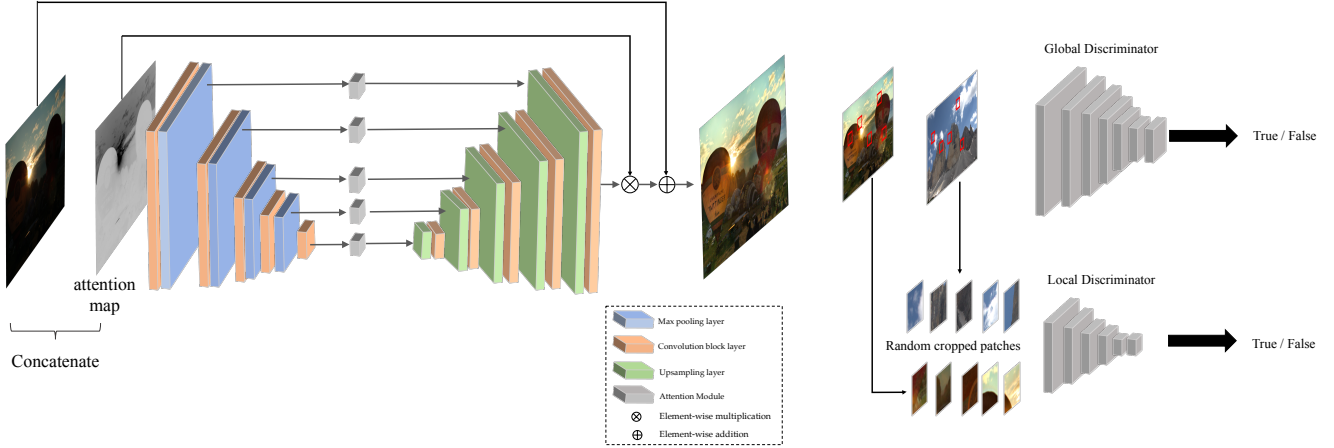 attention
map
Concatenate
Max pooling layer
Convolution block layer
Upsampling layer
Attention Module
Element-wise multiplication
Element-wise addition
Global Discriminator
True / False
Local Discriminator
Random cropped patches
True / False